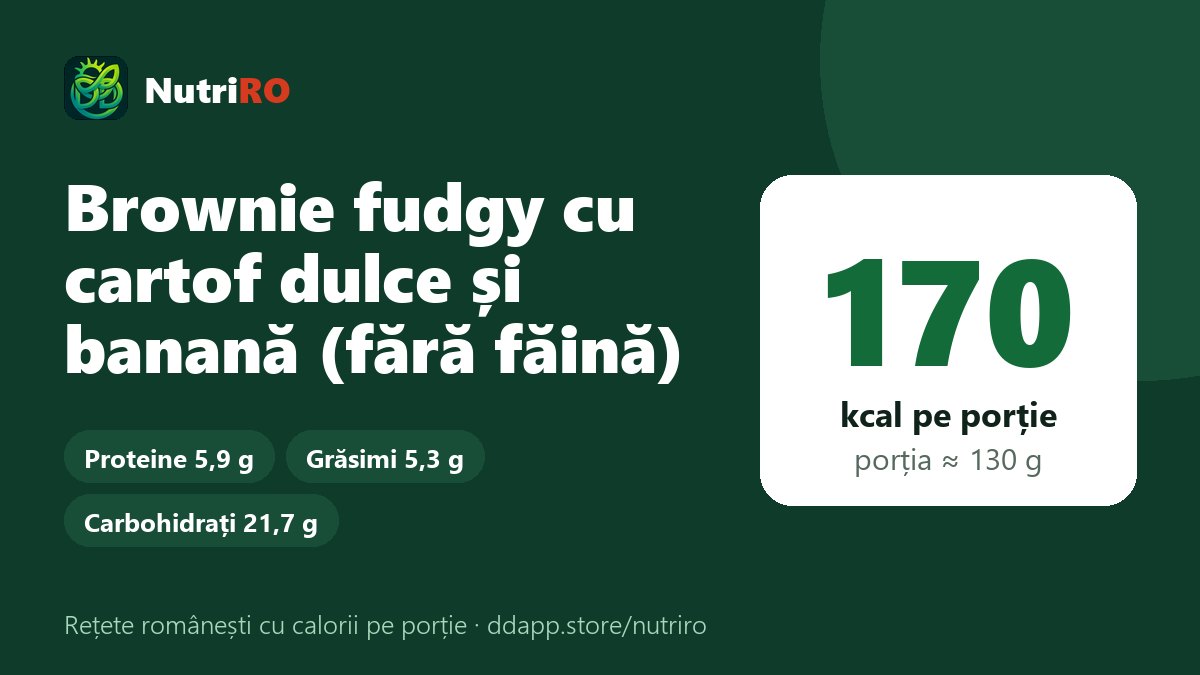 NutriRO
Brownie fudgy cu
cartof dulce și
banană (fără făină)
Proteine 5,9 g
Grăsimi 5,3 g
Carbohidrați 21,7 g
170
kcal pe porție
porția ≈ 130 g
Rețete românești cu calorii pe porție · ddapp.store/nutriro